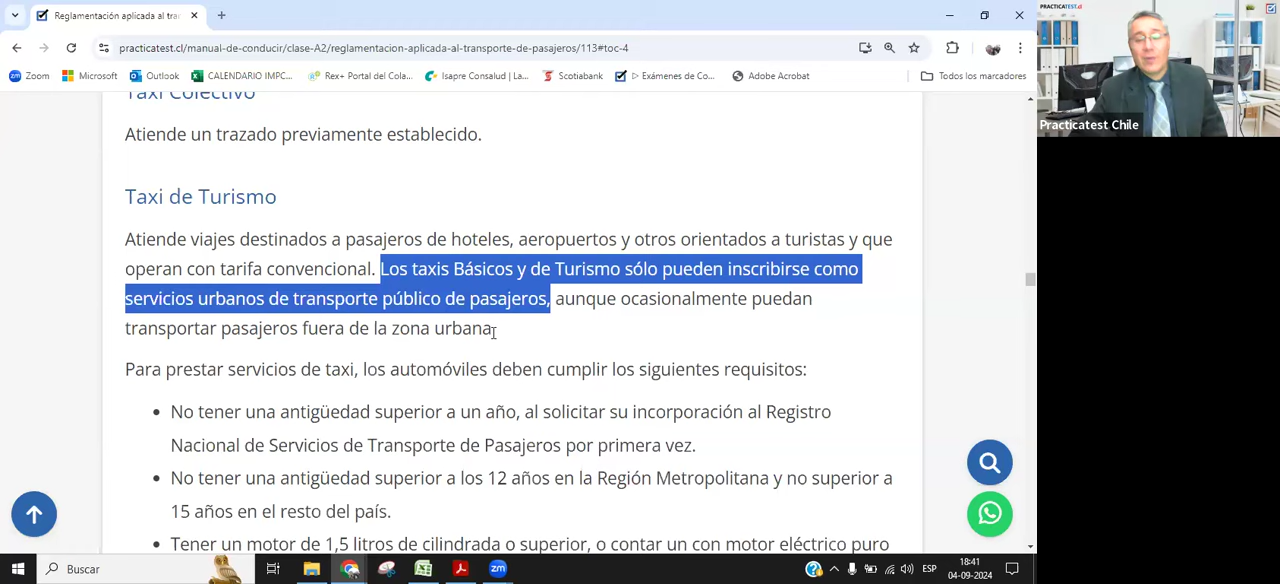 Reglamentación aplicada al tra
practicatest.cl/manual-de-conducir/clase-A2/reglamentacion-aplicada-al-transporte-de-pasajeros/113#toc-4
Zoom
Microsoft
Outlook
CALENDARIO IMPC...
Rex+ Portal del Cola...
Isapre Consalud | La...
Scotiabank
▷ Exámenes de Co...
Adobe Acrobat
Todos los marcadores
Taxi Colectivo
Atiende un trazado previamente establecido.
Taxi de Turismo
Atiende viajes destinados a pasajeros de hoteles, aeropuertos y otros orientados a turistas y que
operan con tarifa convencional. Los taxis Básicos y de Turismo sólo pueden inscribirse como
servicios urbanos de transporte público de pasajeros, aunque ocasionalmente puedan
transportar pasajeros fuera de la zona urbana.
Para prestar servicios de taxi, los automóviles deben cumplir los siguientes requisitos:
• No tener una antigüedad superior a un año, al solicitar su incorporación al Registro
Nacional de Servicios de Transporte de Pasajeros por primera vez.
• No tener una antigüedad superior a los 12 años en la Región Metropolitana y no superior a
15 años en el resto del país.
• Tener un motor de 1,5 litros de cilindrada o superior, o contar un con motor eléctrico puro
PRACTICATEST.cl
Practicatest Chile
Buscar
ESP
18:41
04-09-2024